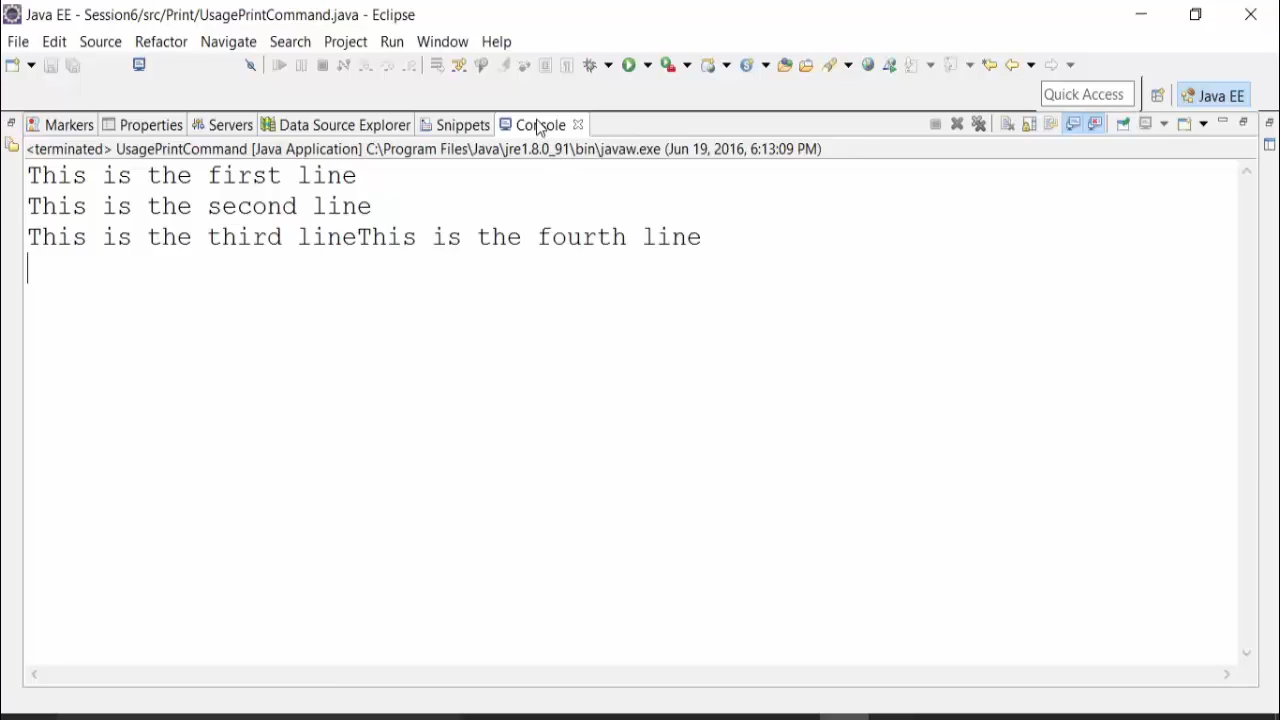 Java EE - Session6/src/Print/UsagePrintCommand.java - Eclipse
File Edit Source Refactor Navigate Search Project Run Window Help
Quick Access
Java EE
Markers Properties Servers Data Source Explorer Snippets Console
<terminated> UsagePrintCommand [Java Application] C:\Program Files\Java\jre1.8.0_91\bin\javaw.exe (Jun 19, 2016, 6:13:09 PM)
This is the first line
This is the second line
This is the third lineThis is the fourth line